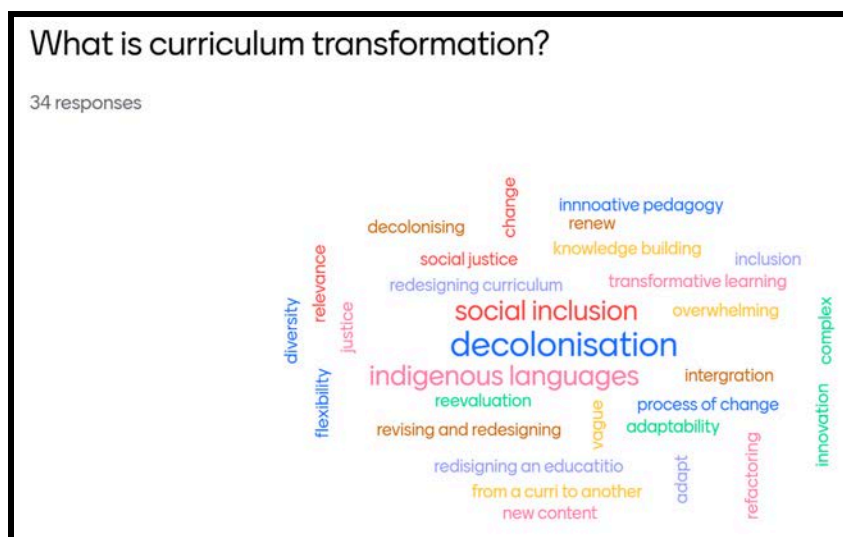 What is curriculum transformation?
34 responses
change
innnoative pedagogy
decolonising
renew
knowledge building
social justice
inclusion
relevance
redesigning curriculum
transformative learning
social inclusion
overwhelming
diversity
justice
complex
decolonisation
indigenous languages
intergration
flexibility
reevaluation
vague
process of change
innovation
revising and redesigning
adaptability
redisigning an educatitio
adapt
refactoring
from a curri to another
new content